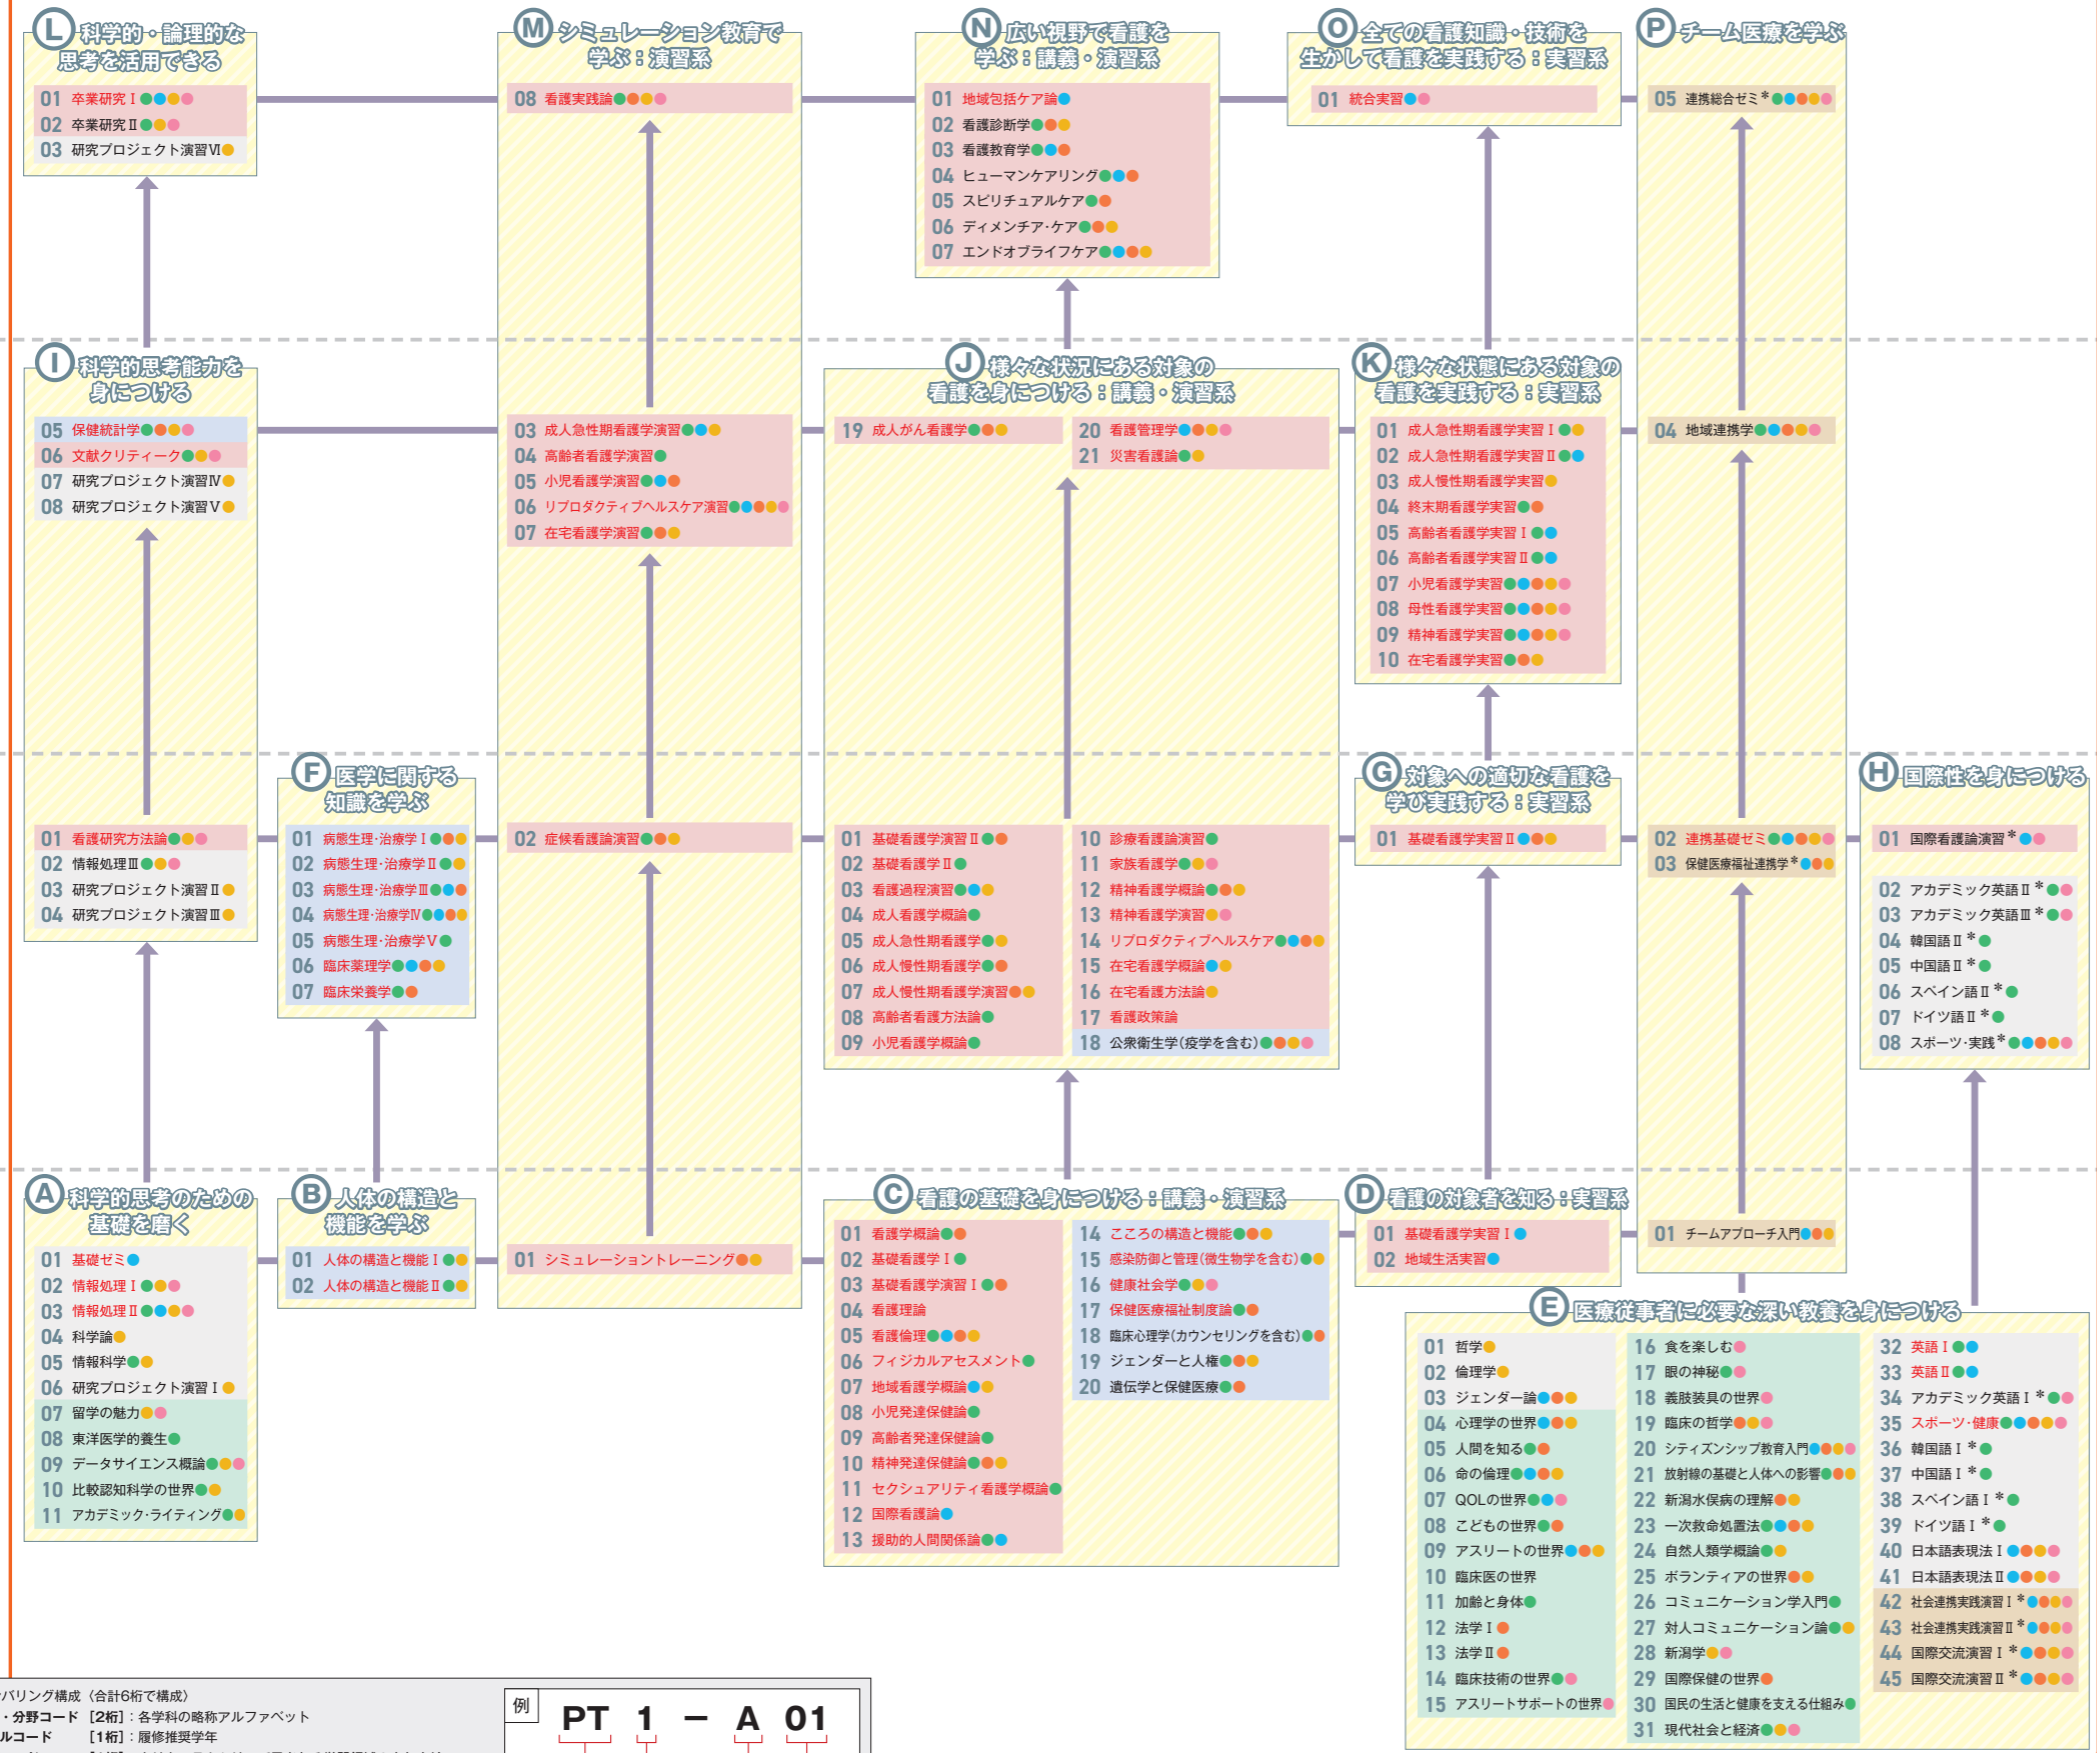 L 科学的・論理的な
思考を活用できる
01 卒業研究Ⅰ
02 卒業研究Ⅱ
03 研究プロジェクト演習Ⅵ
M シミュレーション教育で
学ぶ：演習系
08 看護実践論
N 広い視野で看護を
学ぶ：講義・演習系
01 地域包括ケア論
02 看護診断学
03 看護教育学
04 ヒューマンケアリング
05 スピリチュアルケア
06 ディメンチア・ケア
07 エンドオブライフケア
O 全ての看護知識・技術を
生かして看護を実践する：実習系
01 統合実習
P チーム医療を学ぶ
05 連携総合ゼミ*
I 科学的思考能力を
身につける
05 保健統計学
06 文献クリティーク
07 研究プロジェクト演習Ⅳ
08 研究プロジェクト演習Ⅴ
03 成人急性期看護学演習
04 高齢者看護学演習
05 小児看護学演習
06 リプロダクティブヘルスケア演習
07 在宅看護学演習
J 様々な状況にある対象の
看護を身につける：講義・演習系
19 成人がん看護学
20 看護管理学
21 災害看護論
K 様々な状態にある対象の
看護を実践する：実習系
01 成人急性期看護学実習Ⅰ
02 成人急性期看護学実習Ⅱ
03 成人慢性期看護学実習
04 終末期看護学実習
05 高齢者看護学実習Ⅰ
06 高齢者看護学実習Ⅱ
07 小児看護学実習
08 母性看護学実習
09 精神看護学実習
10 在宅看護学実習
04 地域連携学
01 看護研究方法論
02 情報処理Ⅲ
03 研究プロジェクト演習Ⅱ
04 研究プロジェクト演習Ⅲ
F 医学に関する
知識を学ぶ
01 病態生理・治療学Ⅰ
02 病態生理・治療学Ⅱ
03 病態生理・治療学Ⅲ
04 病態生理・治療学Ⅳ
05 病態生理・治療学Ⅴ
06 臨床薬理学
07 臨床栄養学
02 症候看護論演習
01 基礎看護学演習Ⅱ
02 基礎看護学Ⅱ
03 看護過程演習
04 成人看護学概論
05 成人急性期看護学
06 成人慢性期看護学
07 成人慢性期看護学演習
08 高齢者看護方法論
09 小児看護学概論
10 診療看護論演習
11 家族看護学
12 精神看護学概論
13 精神看護学演習
14 リプロダクティブヘルスケア
15 在宅看護学概論
16 在宅看護方法論
17 看護政策論
18 公衆衛生学（疫学を含む）
G 対象への適切な看護を
学び実践する：実習系
01 基礎看護学実習Ⅱ
02 連携基礎ゼミ
03 保健医療福祉連携学*
H 国際性を身につける
01 国際看護論演習*
02 アカデミック英語Ⅱ*
03 アカデミック英語Ⅲ*
04 韓国語Ⅱ*
05 中国語Ⅱ*
06 スペイン語Ⅱ*
07 ドイツ語Ⅱ*
08 スポーツ・実践*
A 科学的思考のための
基礎を磨く
01 基礎ゼミ
02 情報処理Ⅰ
03 情報処理Ⅱ
04 科学論
05 情報科学
06 研究プロジェクト演習Ⅰ
07 留学の魅力
08 東洋医学的養生
09 データサイエンス概論
10 比較認知科学の世界
11 アカデミック・ライティング
B 人体の構造と
機能を学ぶ
01 人体の構造と機能Ⅰ
02 人体の構造と機能Ⅱ
01 シミュレーショントレーニング
C 看護の基礎を身につける：講義・演習系
01 看護学概論
02 基礎看護学Ⅰ
03 基礎看護学演習Ⅰ
04 看護理論
05 看護倫理
06 フィジカルアセスメント
07 地域看護学概論
08 小児発達保健論
09 高齢者発達保健論
10 精神発達保健論
11 セクシュアリティ看護学概論
12 国際看護論
13 援助的人間関係論
14 こころの構造と機能
15 感染防御と管理（微生物学を含む）
16 健康社会学
17 保健医療福祉制度論
18 臨床心理学（カウンセリングを含む）
19 ジェンダーと人権
20 遺伝学と保健医療
D 看護の対象者を知る：実習系
01 基礎看護学実習Ⅰ
02 地域生活実習
01 チームアプローチ入門
E 医療従事者に必要な深い教養を身につける
01 哲学
02 倫理学
03 ジェンダー論
04 心理学の世界
05 人間を知る
06 命の倫理
07 QOLの世界
08 こどもの世界
09 アスリートの世界
10 臨床医の世界
11 加齢と身体
12 法学Ⅰ
13 法学Ⅱ
14 臨床技術の世界
15 アスリートサポートの世界
16 食を楽しむ
17 眼の神秘
18 義肢装具の世界
19 臨床の哲学
20 シティズンシップ教育入門
21 放射線の基礎と人体への影響
22 新潟水俣病の理解
23 一次救命処置法
24 自然人類学概論
25 ボランティアの世界
26 コミュニケーション学入門
27 対人コミュニケーション論
28 新潟学
29 国際保健の世界
30 国民の生活と健康を支える仕組み
31 現代社会と経済
32 英語Ⅰ
33 英語Ⅱ
34 アカデミック英語Ⅰ*
35 スポーツ・健康
36 韓国語Ⅰ*
37 中国語Ⅰ*
38 スペイン語Ⅰ*
39 ドイツ語Ⅰ*
40 日本語表現法Ⅰ
41 日本語表現法Ⅱ
42 社会連携実践演習Ⅰ*
43 社会連携実践演習Ⅱ*
44 国際交流演習Ⅰ*
45 国際交流演習Ⅱ*
バリング構成〈合計6桁で構成〉
・分野コード［2桁］：各学科の略称アルファベット
ルコード ［1桁］：履修推奨学年
例
PT 1 － A 01